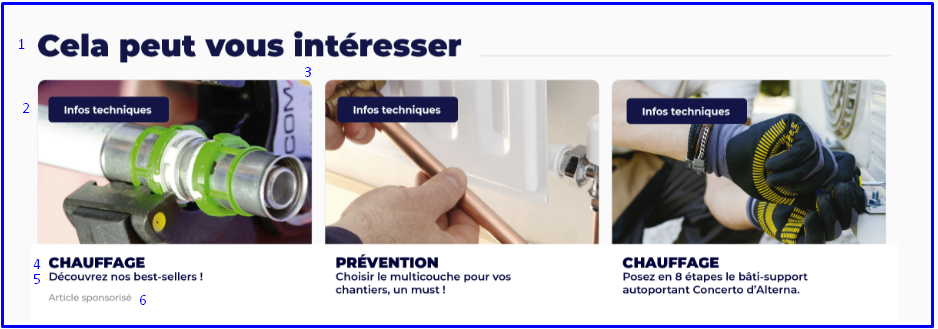 1 Cela peut vous intéresser
3
2 Infos techniques Infos techniques Infos techniques
COMA
4 CHAUFFAGE PRÉVENTION CHAUFFAGE
5 Découvrez nos best-sellers ! Choisir le multicouche pour vos Posez en 8 étapes le bâti-support
chantiers, un must ! autoportant Concerto d'Alterna.
Article sponsorisé 6